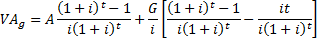 VA_g = A \frac{(1+i)^t - 1}{i(1+i)^t} + \frac{G}{i} \left[ \frac{(1+i)^t - 1}{i(1+i)^t} - \frac{it}{i(1+i)^t} \right]